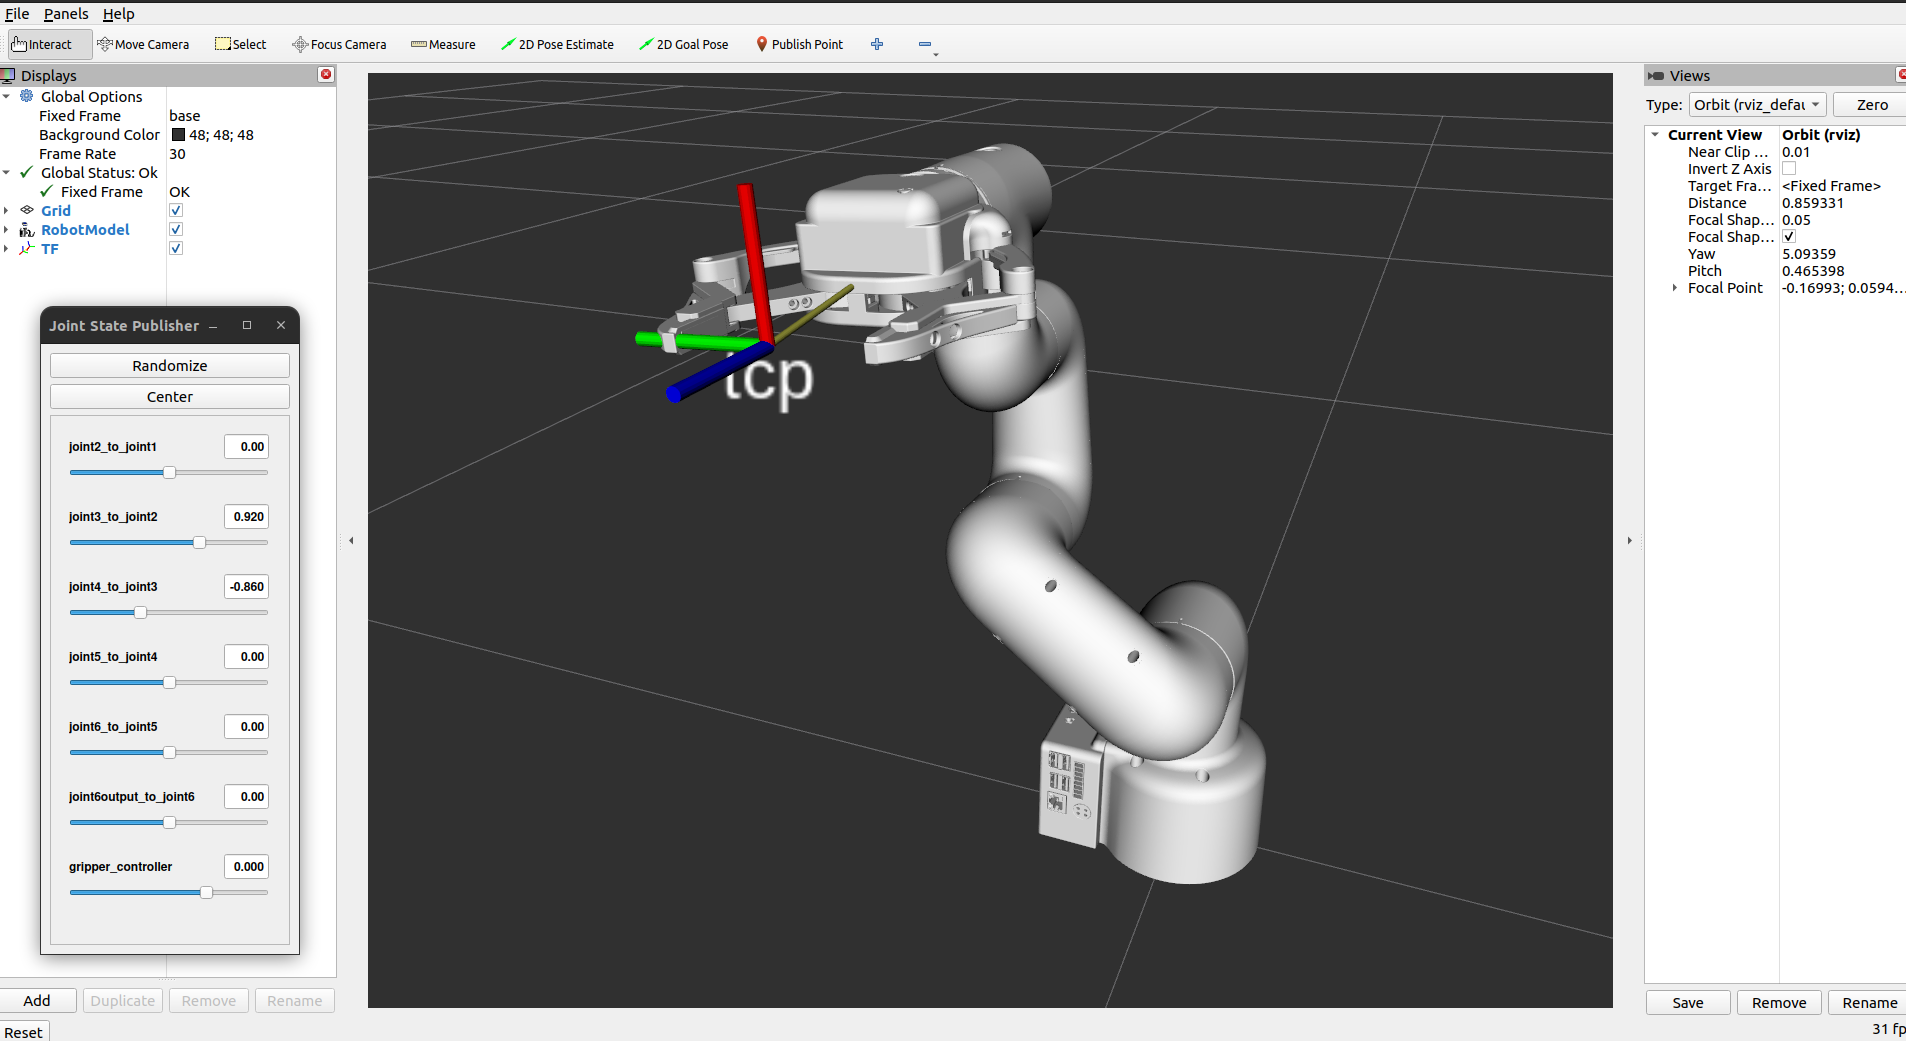 File Panels Help
Interact Move Camera Select Focus Camera Measure 2D Pose Estimate 2D Goal Pose Publish Point
Displays
Global Options
Fixed Frame base
Background Color 48; 48; 48
Frame Rate 30
Global Status: Ok
Fixed Frame OK
Grid
RobotModel
TF
Joint State Publisher
Randomize
Center
joint2_to_joint1 0.00
joint3_to_joint2 0.920
joint4_to_joint3 -0.860
joint5_to_joint4 0.00
joint6_to_joint5 0.00
joint6output_to_joint6 0.00
gripper_controller 0.000
Add Duplicate Remove Rename
Reset
tcp
Views
Type: Orbit (rviz_defau Zero
Current View Orbit (rviz)
Near Clip ... 0.01
Invert Z Axis
Target Fra... <Fixed Frame>
Distance 0.859331
Focal Shap... 0.05
Focal Shap...
Yaw 5.09359
Pitch 0.465398
Focal Point -0.16993; 0.0594...
Save Remove Rename
31 fp